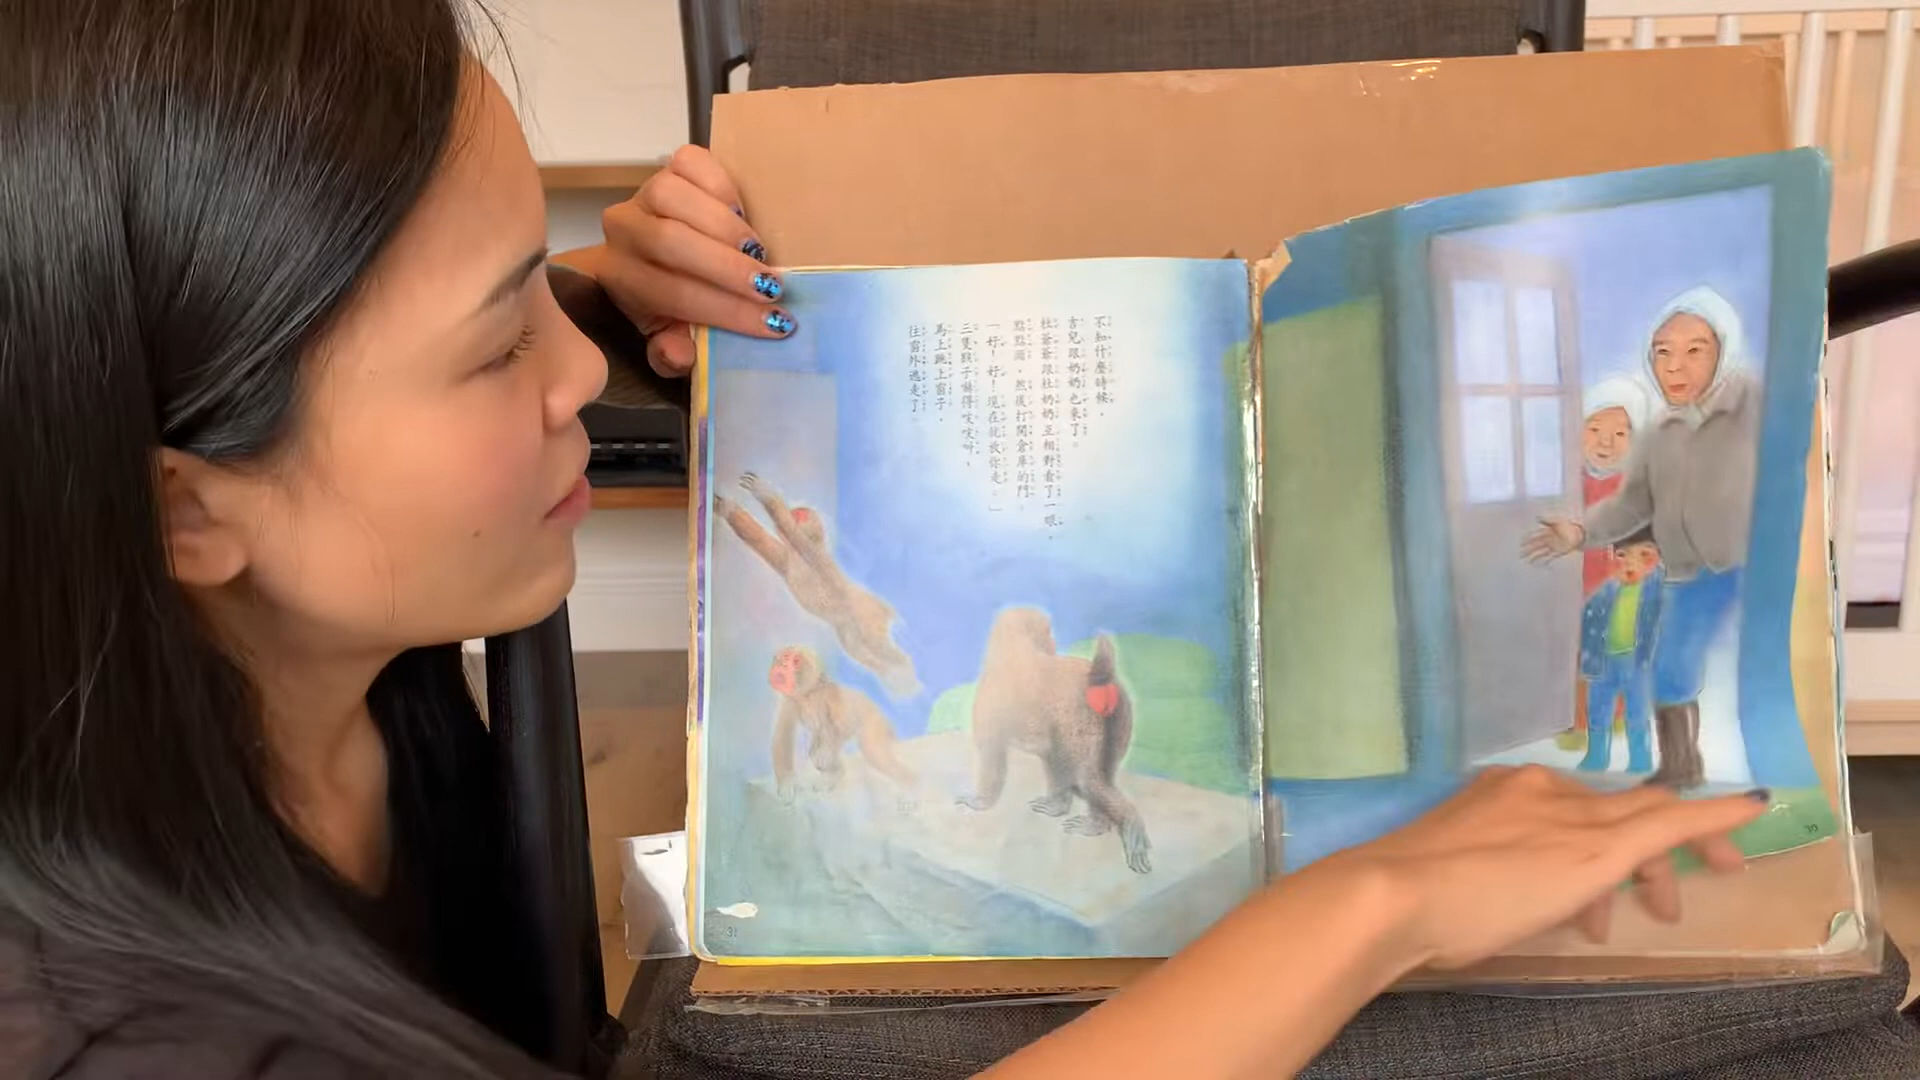 不知什麼時候，
吉兒跟奶奶也來了。
杜爺爺跟杜奶奶互相對看了一眼，
點點頭，然後打開倉庫的門。
「好！好！現在就放你走。」
三隻猴子嚇得吱吱叫，
馬上跳上窗子，
往窗外逃走了
31
30